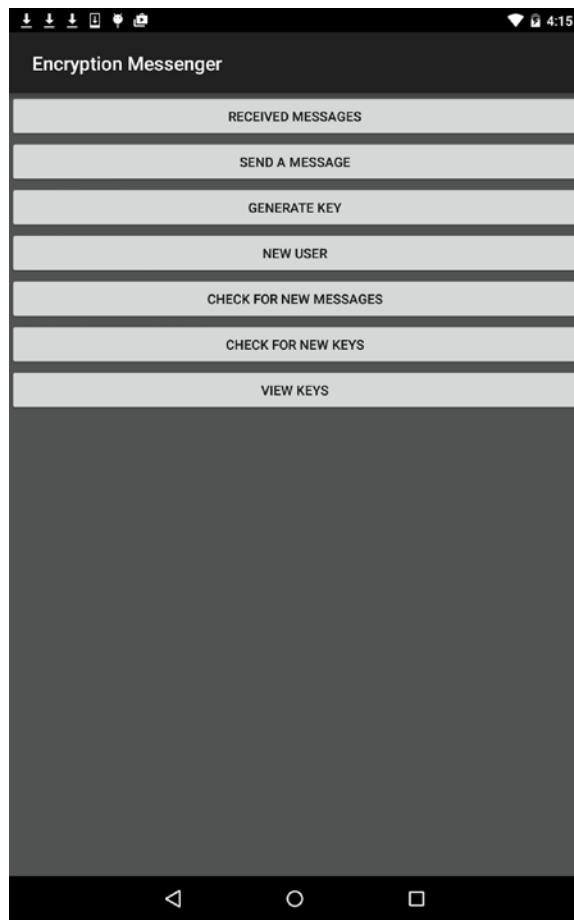 4:15
Encryption Messenger
RECEIVED MESSAGES
SEND A MESSAGE
GENERATE KEY
NEW USER
CHECK FOR NEW MESSAGES
CHECK FOR NEW KEYS
VIEW KEYS